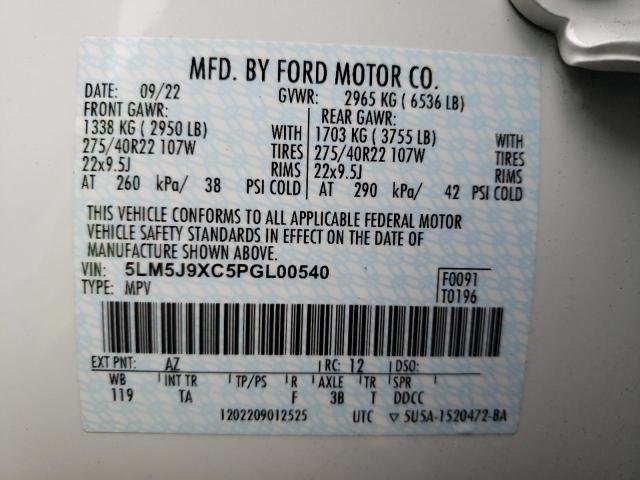 MFD. BY FORD MOTOR CO.
DATE: 09/22 GVWR: 2965 KG ( 6536 LB)
FRONT GAWR: REAR GAWR:
1338 KG ( 2950 LB) WITH 1703 KG ( 3755 LB) WITH
275/40R22 107W TIRES 275/40R22 107W TIRES
22x9.5J RIMS 22x9.5J RIMS
AT 260 kPa/ 38 PSI COLD AT 290 kPa/ 42 PSI COLD
THIS VEHICLE CONFORMS TO ALL APPLICABLE FEDERAL MOTOR
VEHICLE SAFETY STANDARDS IN EFFECT ON THE DATE OF
MANUFACTURE SHOWN ABOVE.
VIN: 5LM5J9XC5PGL00540 F0091
TYPE: MPV T0196
EXT PNT: AZ RC: 12 DSO:
WB INT TR TP/PS R AXLE TR SPR
119 TA F 3B T DDCC
1202209012525 UTC ▽ 5U5A-1520472-BA